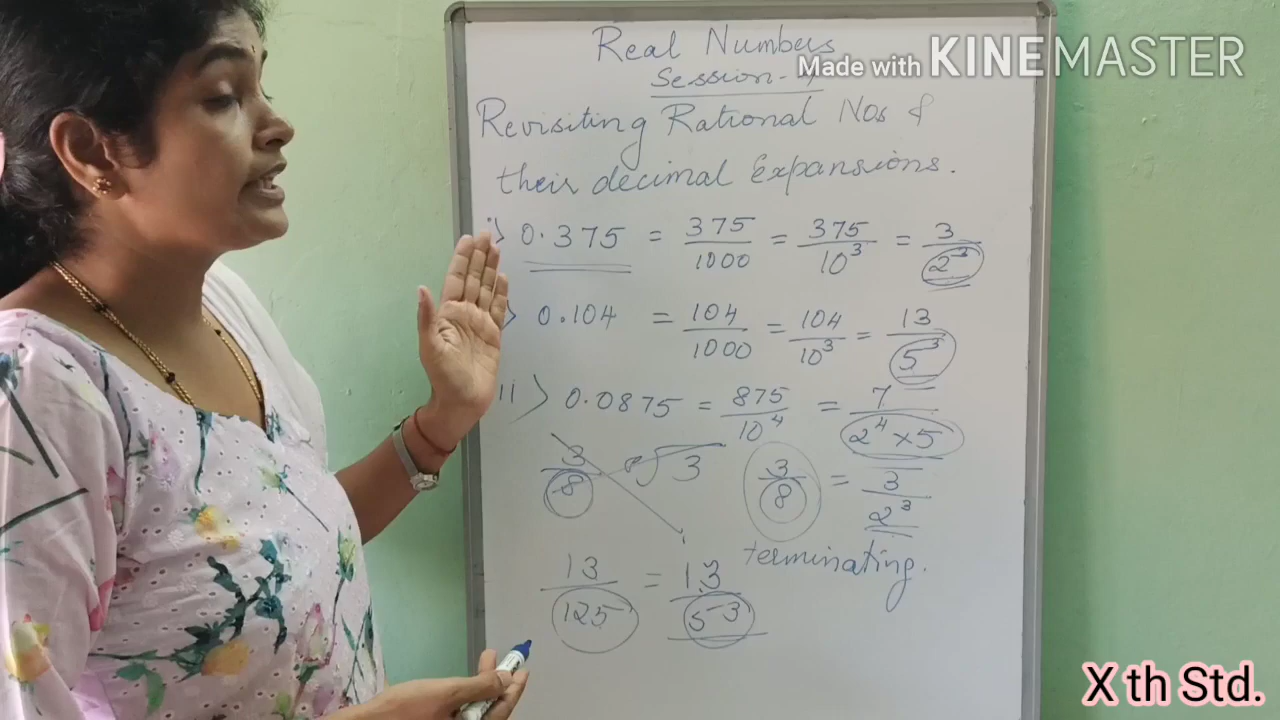 Real Numbers
Session - 4
Made with KINEMASTER
Revisiting Rational Nos &
their decimal Expansions.
i) 0.375 = 375/1000 = 375/10³ = 3/2³
) 0.104 = 104/1000 = 104/10³ = 13/5³
) 0.0875 = 875/10⁴ = 7/2⁴ × 5
3/8 3 3/8 = 3/2³
terminating.
13/125 = 13/5³
X th Std.